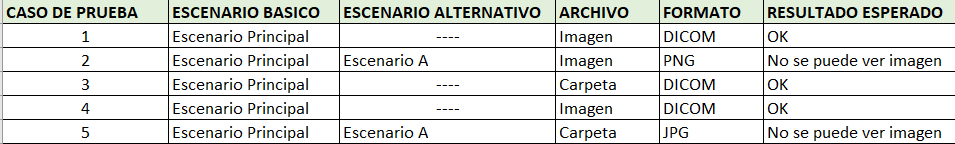 CASO DE PRUEBA ESCENARIO BASICO ESCENARIO ALTERNATIVO ARCHIVO FORMATO RESULTADO ESPERADO
1 Escenario Principal ---- Imagen DICOM OK
2 Escenario Principal Escenario A Imagen PNG No se puede ver imagen
3 Escenario Principal ---- Carpeta DICOM OK
4 Escenario Principal ---- Imagen DICOM OK
5 Escenario Principal Escenario A Carpeta JPG No se puede ver imagen